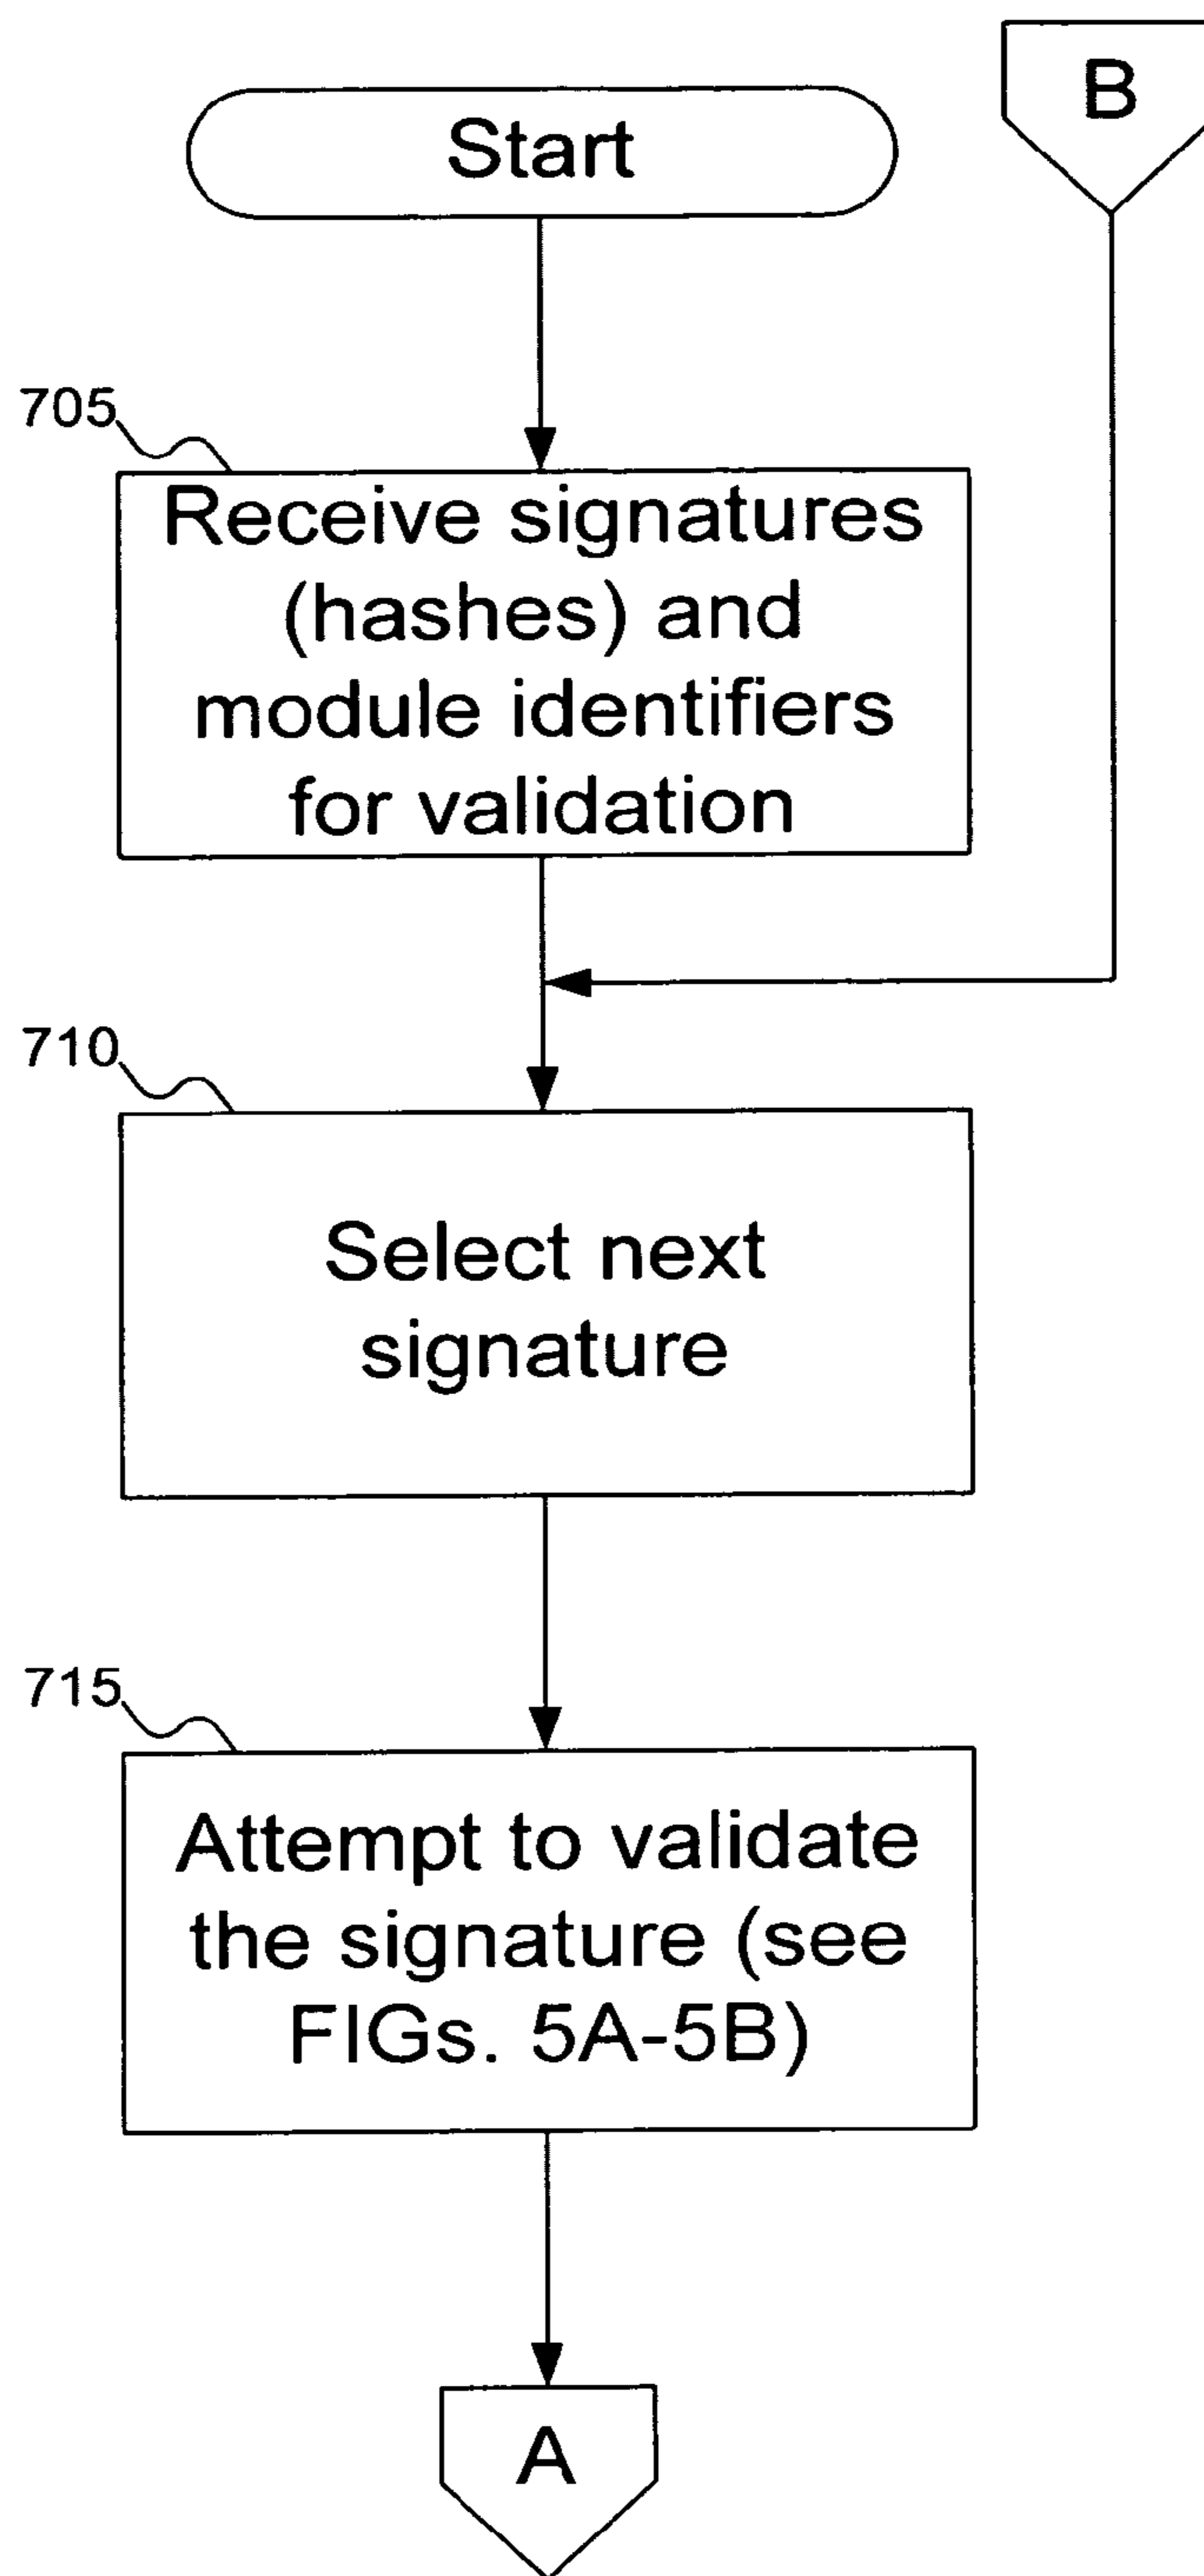 B
Start
705
Receive signatures
(hashes) and
module identifiers
for validation
710
Select next
signature
715
Attempt to validate
the signature (see
FIGs. 5A-5B)
A